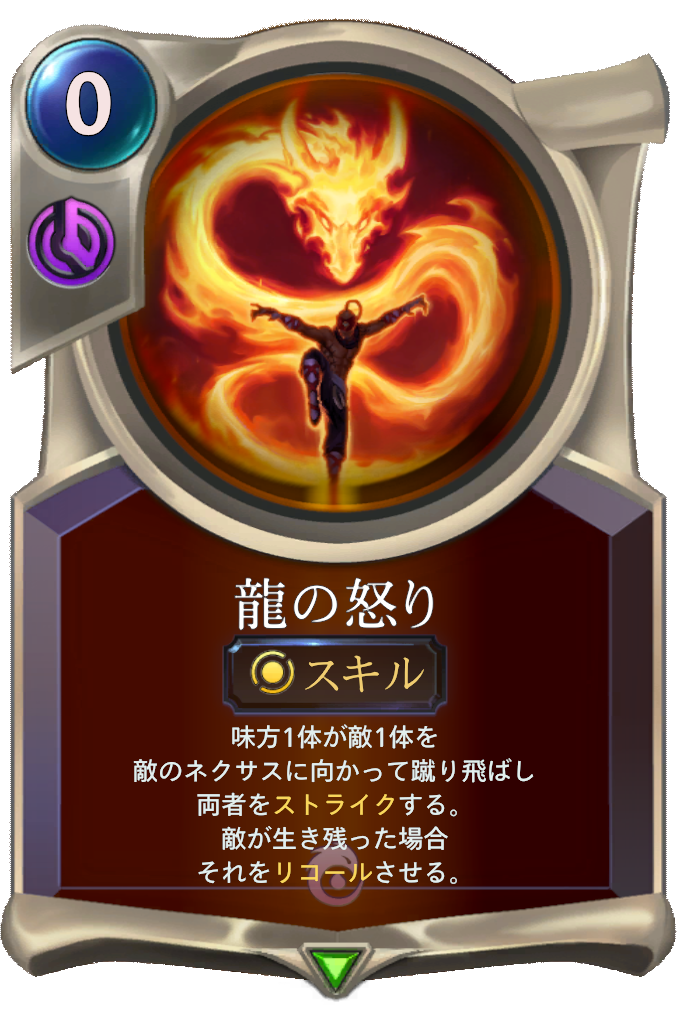 0
龍の怒り
スキル
味方1体が敵1体を
敵のネクサスに向かって蹴り飛ばし
両者をストライクする。
敵が生き残った場合
それをリコールさせる。